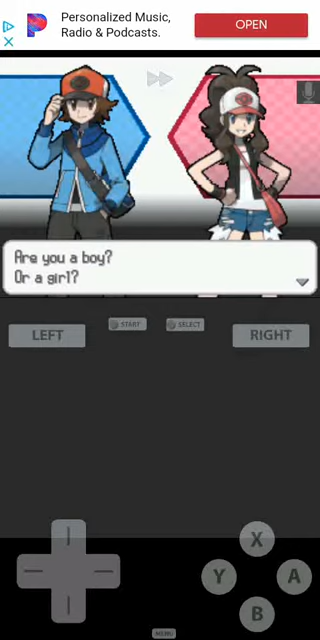 Personalized Music,
Radio & Podcasts.
OPEN
Are you a boy?
Or a girl?
LEFT
START
SELECT
RIGHT
X
Y
A
B
MENU